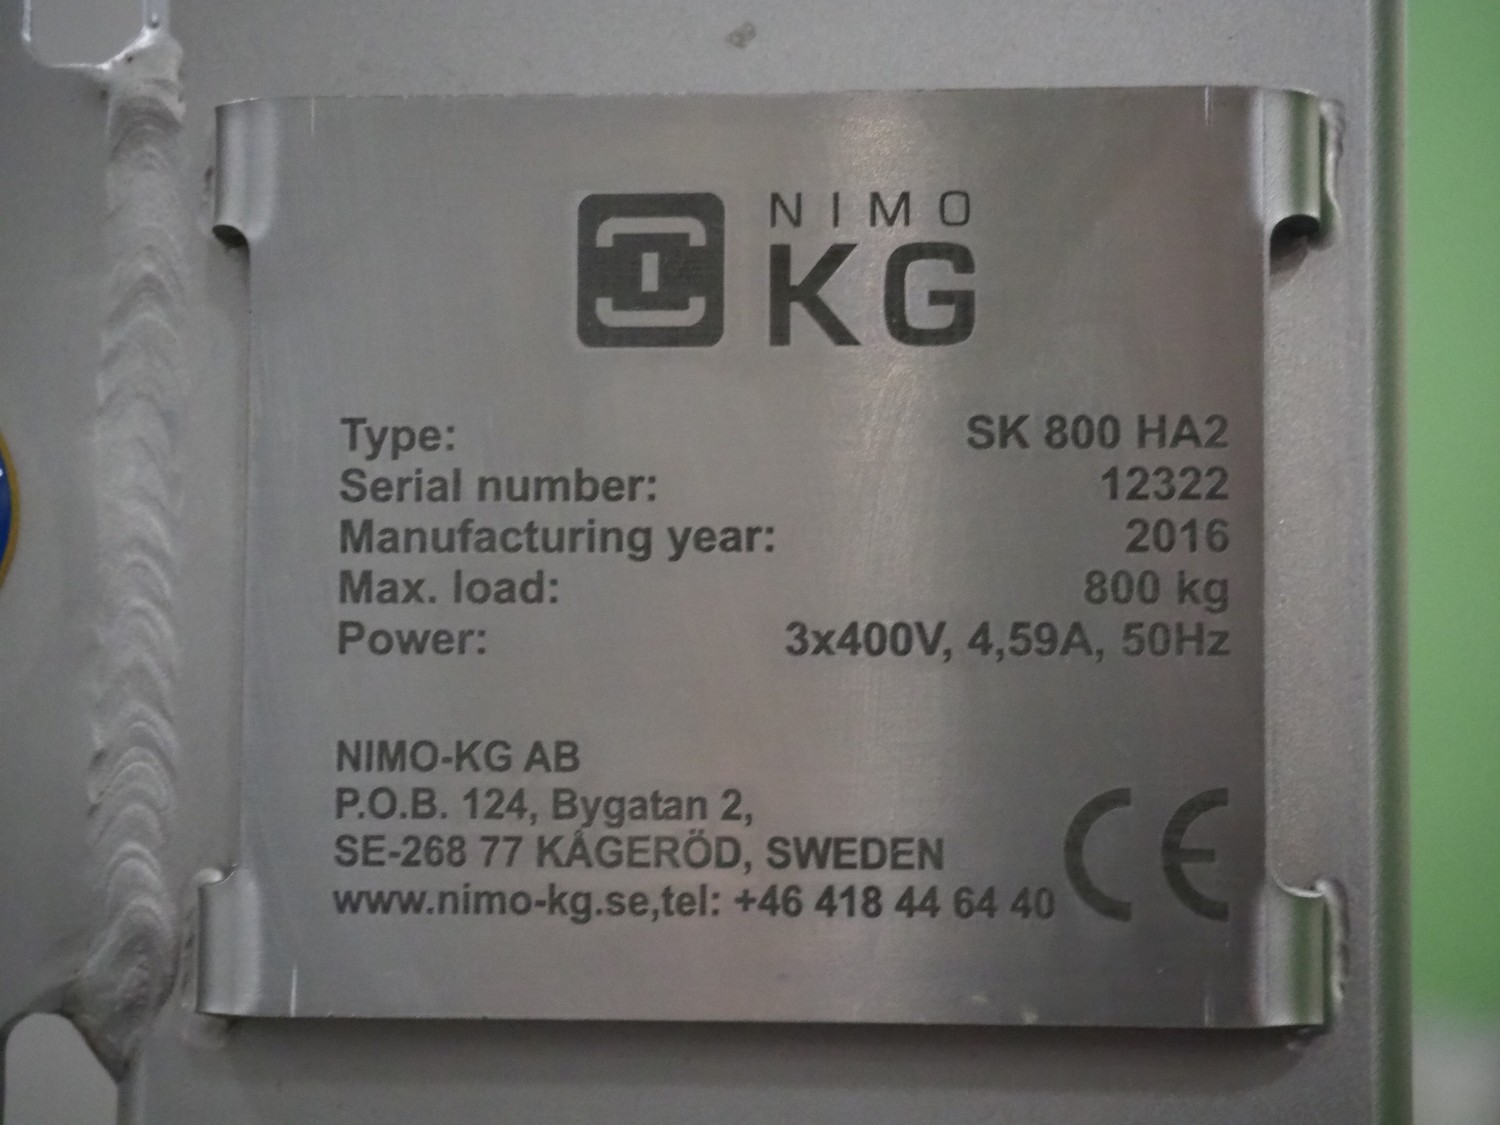 NIMO
KG
Type: SK 800 HA2
Serial number: 12322
Manufacturing year: 2016
Max. load: 800 kg
Power: 3x400V, 4,59A, 50Hz
NIMO-KG AB
P.O.B. 124, Bygatan 2,
SE-268 77 KÅGERÖD, SWEDEN
www.nimo-kg.se,tel: +46 418 44 64 40
CE